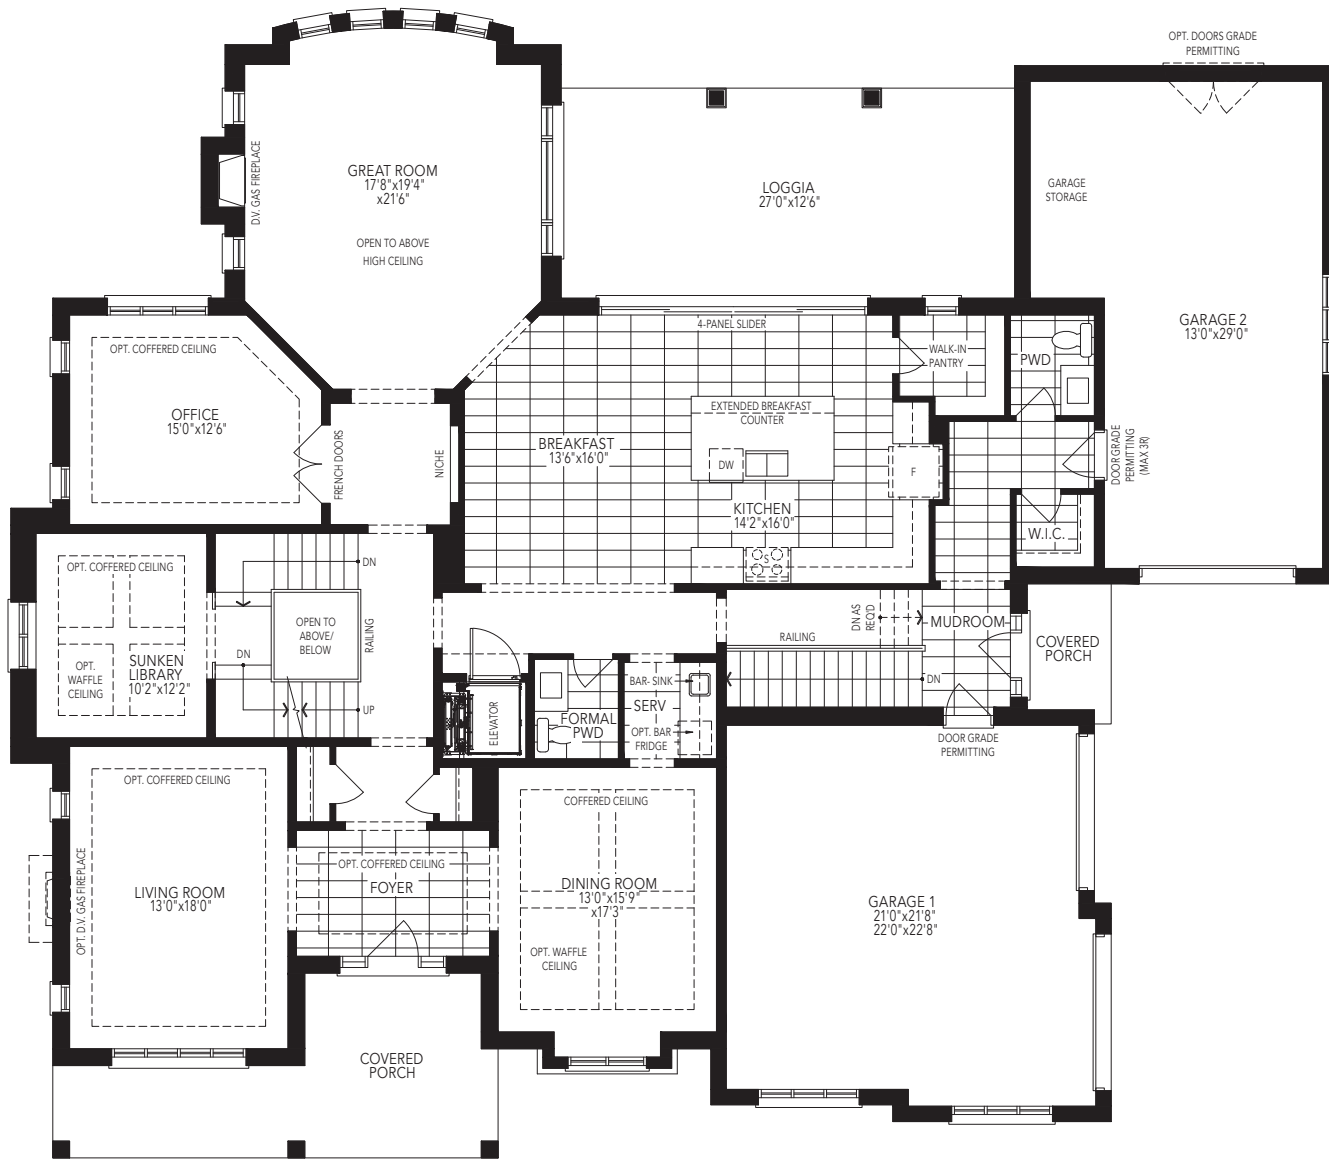 OPT. DOORS GRADE
PERMITTING
D.V. GAS FIREPLACE
GREAT ROOM
17'8"x19'4"
x21'6"
OPEN TO ABOVE
HIGH CEILING
LOGGIA
27'0"x12'6"
GARAGE
STORAGE
GARAGE 2
13'0"x29'0"
4-PANEL SLIDER
WALK-IN
PANTRY
PWD
OPT. COFFERED CEILING
OFFICE
15'0"x12'6"
FRENCH DOORS
NICHE
BREAKFAST
13'6"x16'0"
EXTENDED BREAKFAST
COUNTER
DW
F
KITCHEN
14'2"x16'0"
S
DOOR GRADE
PERMITTING
(MAX 3R)
W.I.C.
OPT. COFFERED CEILING
OPT.
WAFFLE
CEILING
SUNKEN
LIBRARY
10'2"x12'2"
DN
DN
UP
OPEN TO
ABOVE/
BELOW
RAILING
ELEVATOR
FORMAL
PWD
BAR- SINK
SERV
OPT. BAR
FRIDGE
RAILING
DN AS
REQ'D
DN
MUDROOM
COVERED
PORCH
DOOR GRADE
PERMITTING
OPT. COFFERED CEILING
OPT. D.V. GAS FIREPLACE
LIVING ROOM
13'0"x18'0"
OPT. COFFERED CEILING
FOYER
COFFERED CEILING
DINING ROOM
13'0"x15'9"
x17'3"
OPT. WAFFLE
CEILING
GARAGE 1
21'0"x21'8"
22'0"x22'8"
COVERED
PORCH